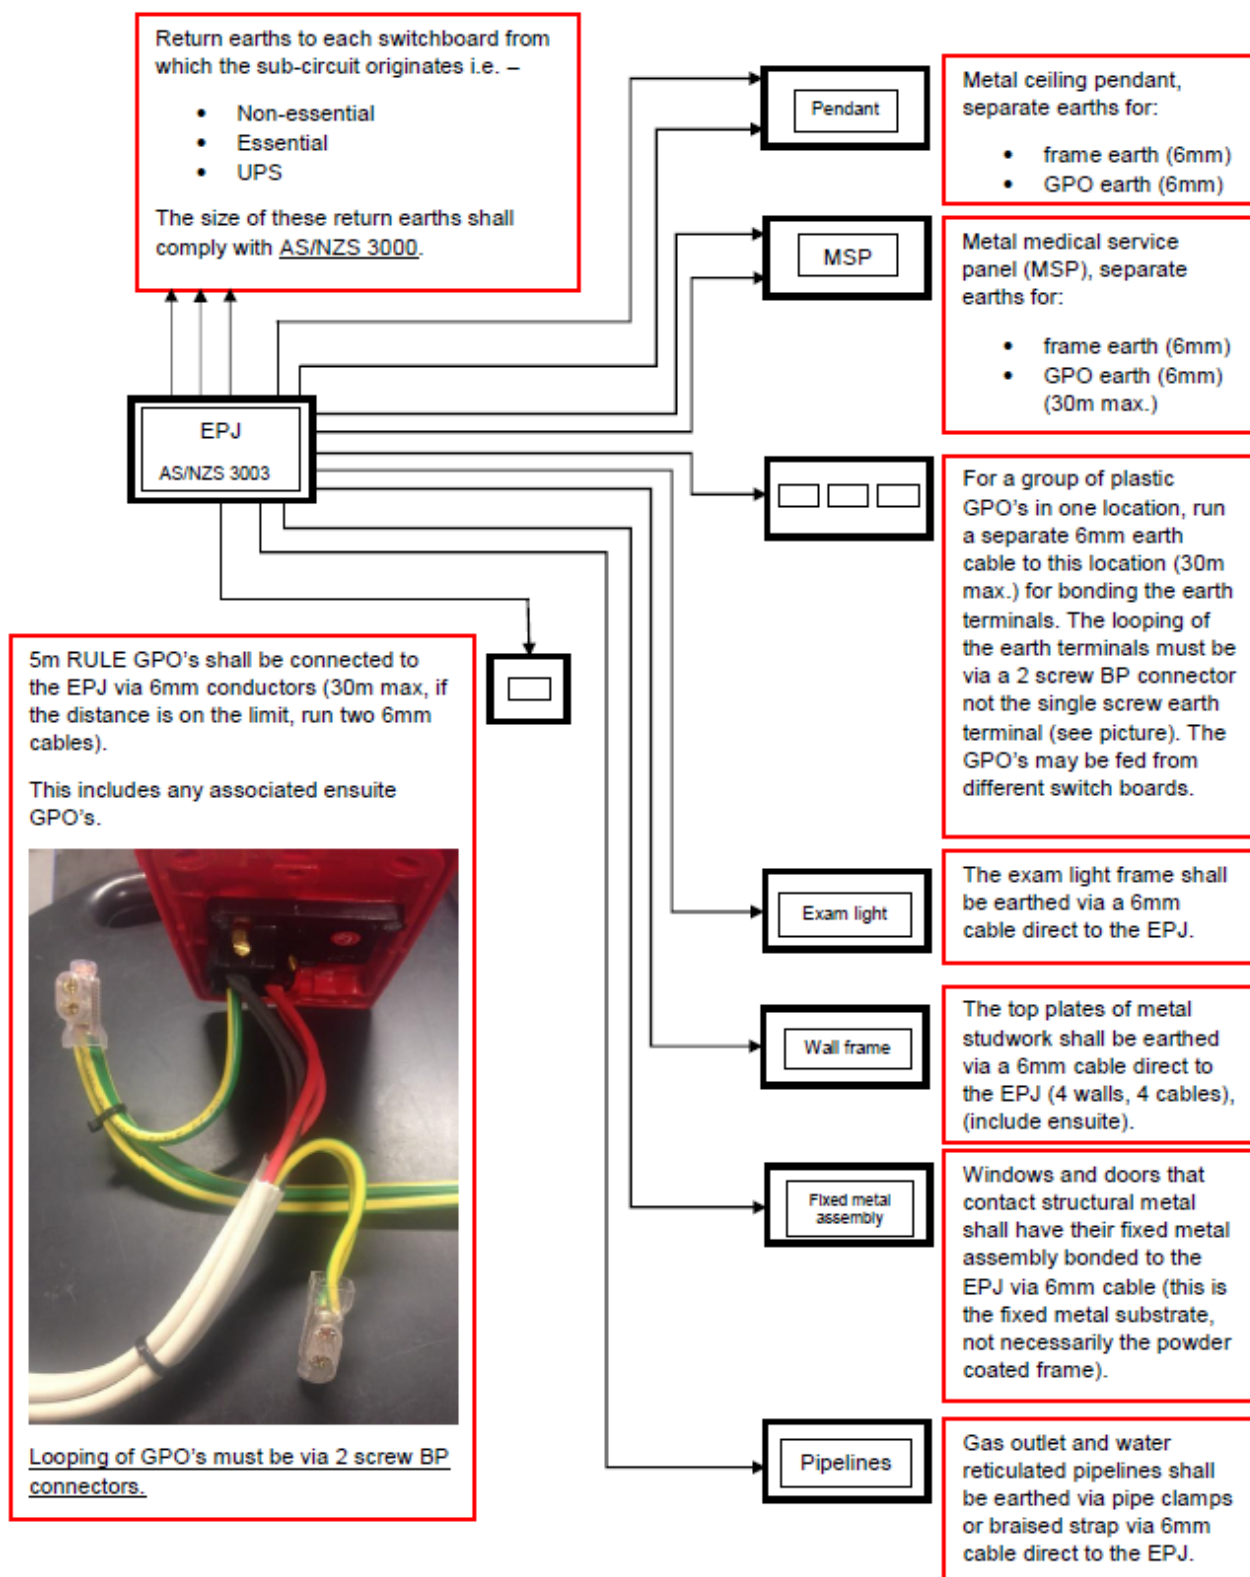 Return earths to each switchboard from
which the sub-circuit originates i.e. –
• Non-essential
• Essential
• UPS
The size of these return earths shall
comply with AS/NZS 3000.
Pendant
Metal ceiling pendant,
separate earths for:
• frame earth (6mm)
• GPO earth (6mm)
MSP
Metal medical service
panel (MSP), separate
earths for:
• frame earth (6mm)
• GPO earth (6mm)
(30m max.)
EPJ
AS/NZS 3003
For a group of plastic
GPO's in one location, run
a separate 6mm earth
cable to this location (30m
max.) for bonding the earth
terminals. The looping of
the earth terminals must be
via a 2 screw BP connector
not the single screw earth
terminal (see picture). The
GPO's may be fed from
different switch boards.
5m RULE GPO's shall be connected to
the EPJ via 6mm conductors (30m max, if
the distance is on the limit, run two 6mm
cables).
This includes any associated ensuite
GPO's.
Looping of GPO's must be via 2 screw BP
connectors.
Exam light
The exam light frame shall
be earthed via a 6mm
cable direct to the EPJ.
Wall frame
The top plates of metal
studwork shall be earthed
via a 6mm cable direct to
the EPJ (4 walls, 4 cables),
(include ensuite).
Fixed metal
assembly
Windows and doors that
contact structural metal
shall have their fixed metal
assembly bonded to the
EPJ via 6mm cable (this is
the fixed metal substrate,
not necessarily the powder
coated frame).
Pipelines
Gas outlet and water
reticulated pipelines shall
be earthed via pipe clamps
or braised strap via 6mm
cable direct to the EPJ.